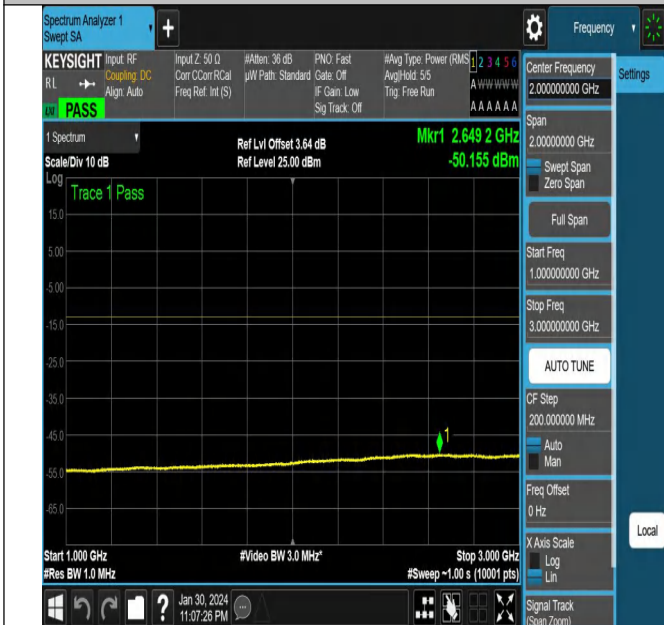 Spectrum Analyzer 1
Swept SA
+
Frequency
KEYSIGHT
RL
PASS
Input: RF
Coupling: DC
Align: Auto
Input Z: 50 Ω
Corr CCorr RCal
Freq Ref: Int (S)
#Atten: 36 dB
µW Path: Standard
PNO: Fast
Gate: Off
IF Gain: Low
Sig Track: Off
#Avg Type: Power (RMS
Avg|Hold: 5/5
Trig: Free Run
1 2 3 4 5 6
A W W W W W
A A A A A A
1 Spectrum
Scale/Div 10 dB
Ref Lvl Offset 3.64 dB
Ref Level 25.00 dBm
Mkr1 2.649 2 GHz
-50.155 dBm
Log
Trace 1 Pass
15.0
5.00
-5.00
-15.0
-25.0
-35.0
-45.0
-55.0
-65.0
1
Start 1.000 GHz
#Res BW 1.0 MHz
#Video BW 3.0 MHz*
Stop 3.000 GHz
#Sweep ~1.00 s (10001 pts)
Center Frequency
2.000000000 GHz
Settings
Span
2.00000000 GHz
Swept Span
Zero Span
Full Span
Start Freq
1.000000000 GHz
Stop Freq
3.000000000 GHz
AUTO TUNE
CF Step
200.000000 MHz
Auto
Man
Freq Offset
0 Hz
X Axis Scale
Log
Lin
Local
Signal Track
(Span Zoom)
?
Jan 30, 2024
11:07:26 PM